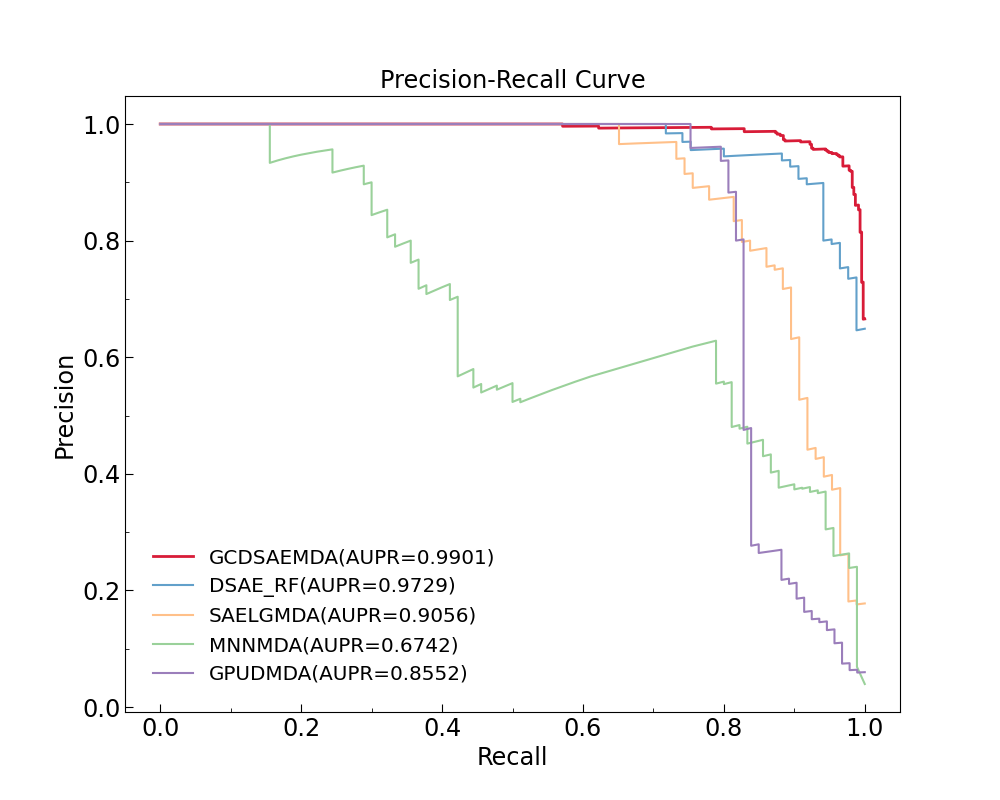 Precision-Recall Curve
1.0
0.8
0.6
0.4
0.2
0.0
Precision
GCDSAEMDA(AUPR=0.9901)
DSAE_RF(AUPR=0.9729)
SAELGMDA(AUPR=0.9056)
MNNMDA(AUPR=0.6742)
GPUDMDA(AUPR=0.8552)
0.0 0.2 0.4 0.6 0.8 1.0
Recall